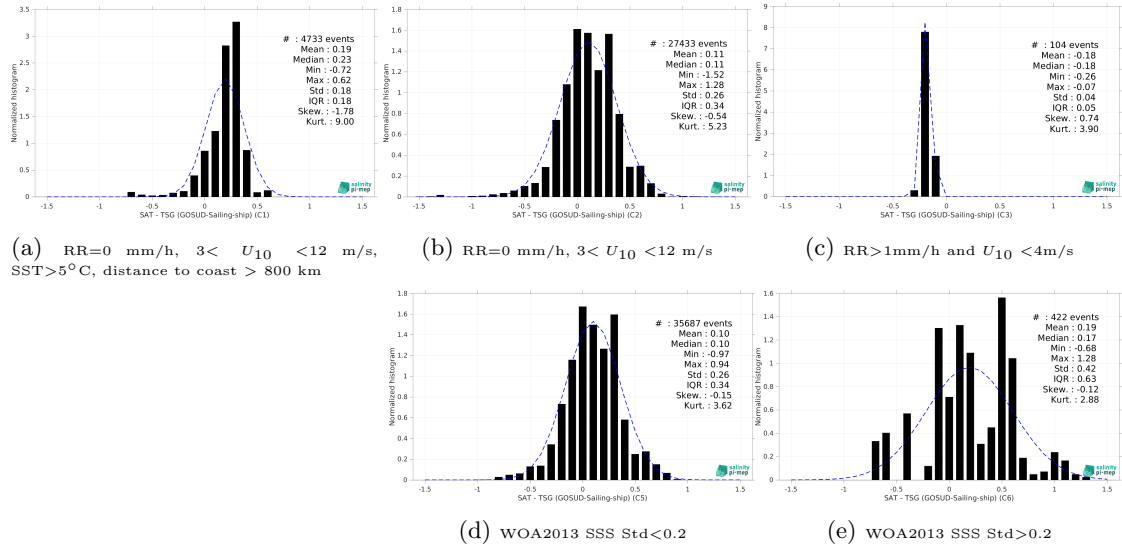 3.5
3
2.5
2
1.5
1
0.5
0
-1.5 -1 -0.5 0 0.5 1 1.5
Normalized histogram
SAT - TSG (GOSUD-Sailing-ship) (C1)
# : 4733 events
Mean : 0.19
Median : 0.23
Min : -0.72
Max : 0.62
Std : 0.18
IQR : 0.18
Skew. : -1.78
Kurt. : 9.00
salinity
pi-mep
(a) RR=0 mm/h, 3< U10 <12 m/s,
SST>5°C, distance to coast > 800 km
1.8
1.6
1.4
1.2
1
0.8
0.6
0.4
0.2
0
-1.5 -1 -0.5 0 0.5 1 1.5
Normalized histogram
SAT - TSG (GOSUD-Sailing-ship) (C2)
# : 27433 events
Mean : 0.11
Median : 0.11
Min : -1.52
Max : 1.28
Std : 0.26
IQR : 0.34
Skew. : -0.54
Kurt. : 5.23
salinity
pi-mep
(b) RR=0 mm/h, 3< U10 <12 m/s
9
8
7
6
5
4
3
2
1
0
-1.5 -1 -0.5 0 0.5 1 1.5
Normalized histogram
SAT - TSG (GOSUD-Sailing-ship) (C3)
# : 104 events
Mean : -0.18
Median : -0.18
Min : -0.26
Max : -0.07
Std : 0.04
IQR : 0.05
Skew. : 0.74
Kurt. : 3.90
salinity
pi-mep
(c) RR>1mm/h and U10 <4m/s
1.8
1.6
1.4
1.2
1
0.8
0.6
0.4
0.2
0
-1.5 -1 -0.5 0 0.5 1 1.5
Normalized histogram
SAT - TSG (GOSUD-Sailing-ship) (C5)
# : 35687 events
Mean : 0.10
Median : 0.10
Min : -0.97
Max : 0.94
Std : 0.26
IQR : 0.34
Skew. : -0.15
Kurt. : 3.62
salinity
pi-mep
(d) WOA2013 SSS Std<0.2
1.6
1.4
1.2
1
0.8
0.6
0.4
0.2
0
-1.5 -1 -0.5 0 0.5 1 1.5
Normalized histogram
SAT - TSG (GOSUD-Sailing-ship) (C6)
# : 422 events
Mean : 0.19
Median : 0.17
Min : -0.68
Max : 1.28
Std : 0.42
IQR : 0.63
Skew. : -0.12
Kurt. : 2.88
salinity
pi-mep
(e) WOA2013 SSS Std>0.2